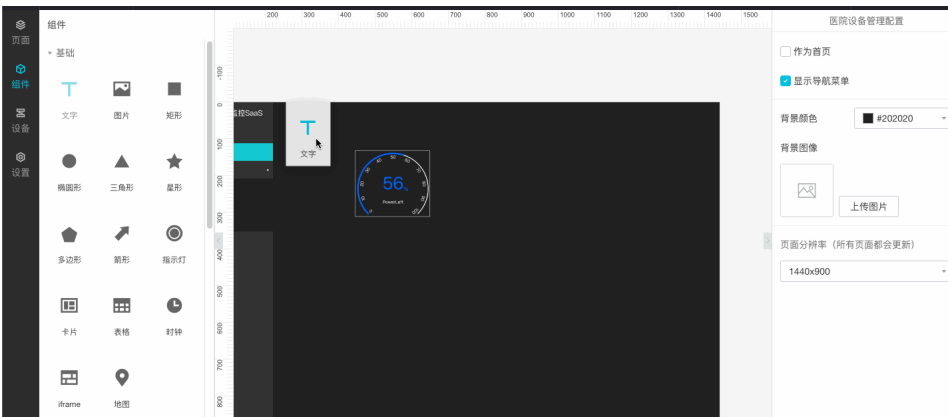 页面
组件
设备
设置
组件
基础
文字
图片
矩形
椭圆形
三角形
星形
多边形
箭形
指示灯
卡片
表格
时钟
iframe
地图
200 300 400 500 600 700 800 900 1000 1100 1200 1300 1400 1500
-100
0
100
200
300
400
500
600
700
800
监控SaaS
文字
56%
PowerLeft
医院设备管理配置
作为首页
显示导航菜单
背景颜色
#202020
背景图像
上传图片
页面分辨率（所有页面都会更新）
1440x900